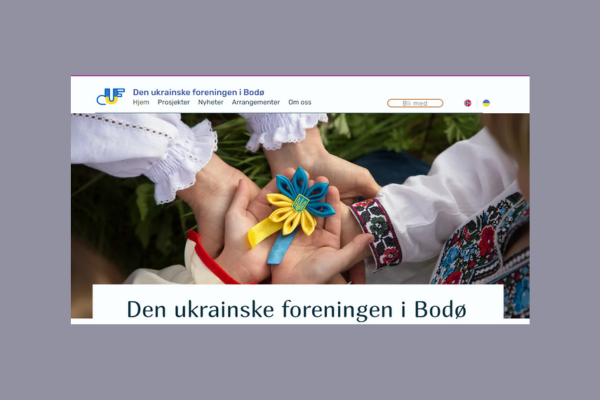 Den ukrainske foreningen i Bodø
Hjem Prosjekter Nyheter Arrangementer Om oss
Bli med
Den ukrainske foreningen i Bodø